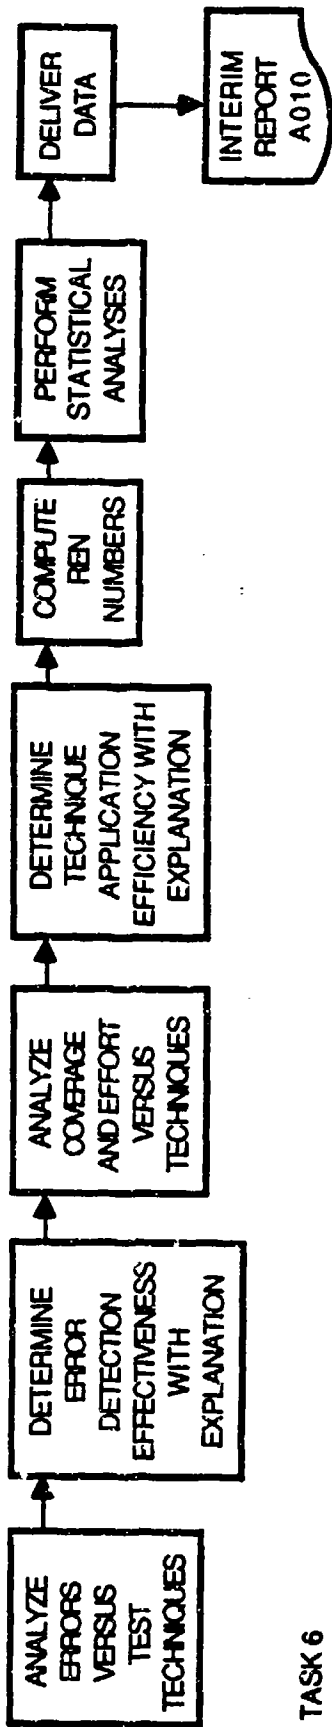 ANALYZE
ERRORS
VERSUS
TEST
TECHNIQUES
DETERMINE
ERROR
DETECTION
EFFECTIVENESS
WITH
EXPLANATION
ANALYZE
COVERAGE
AND EFFORT
VERSUS
TECHNIQUES
DETERMINE
TECHNIQUE
APPLICATION
EFFICIENCY WITH
EXPLANATION
COMPUTE
REN
NUMBERS
PERFORM
STATISTICAL
ANALYSES
DELIVER
DATA
INTERIM
REPORT
A010
TASK 6